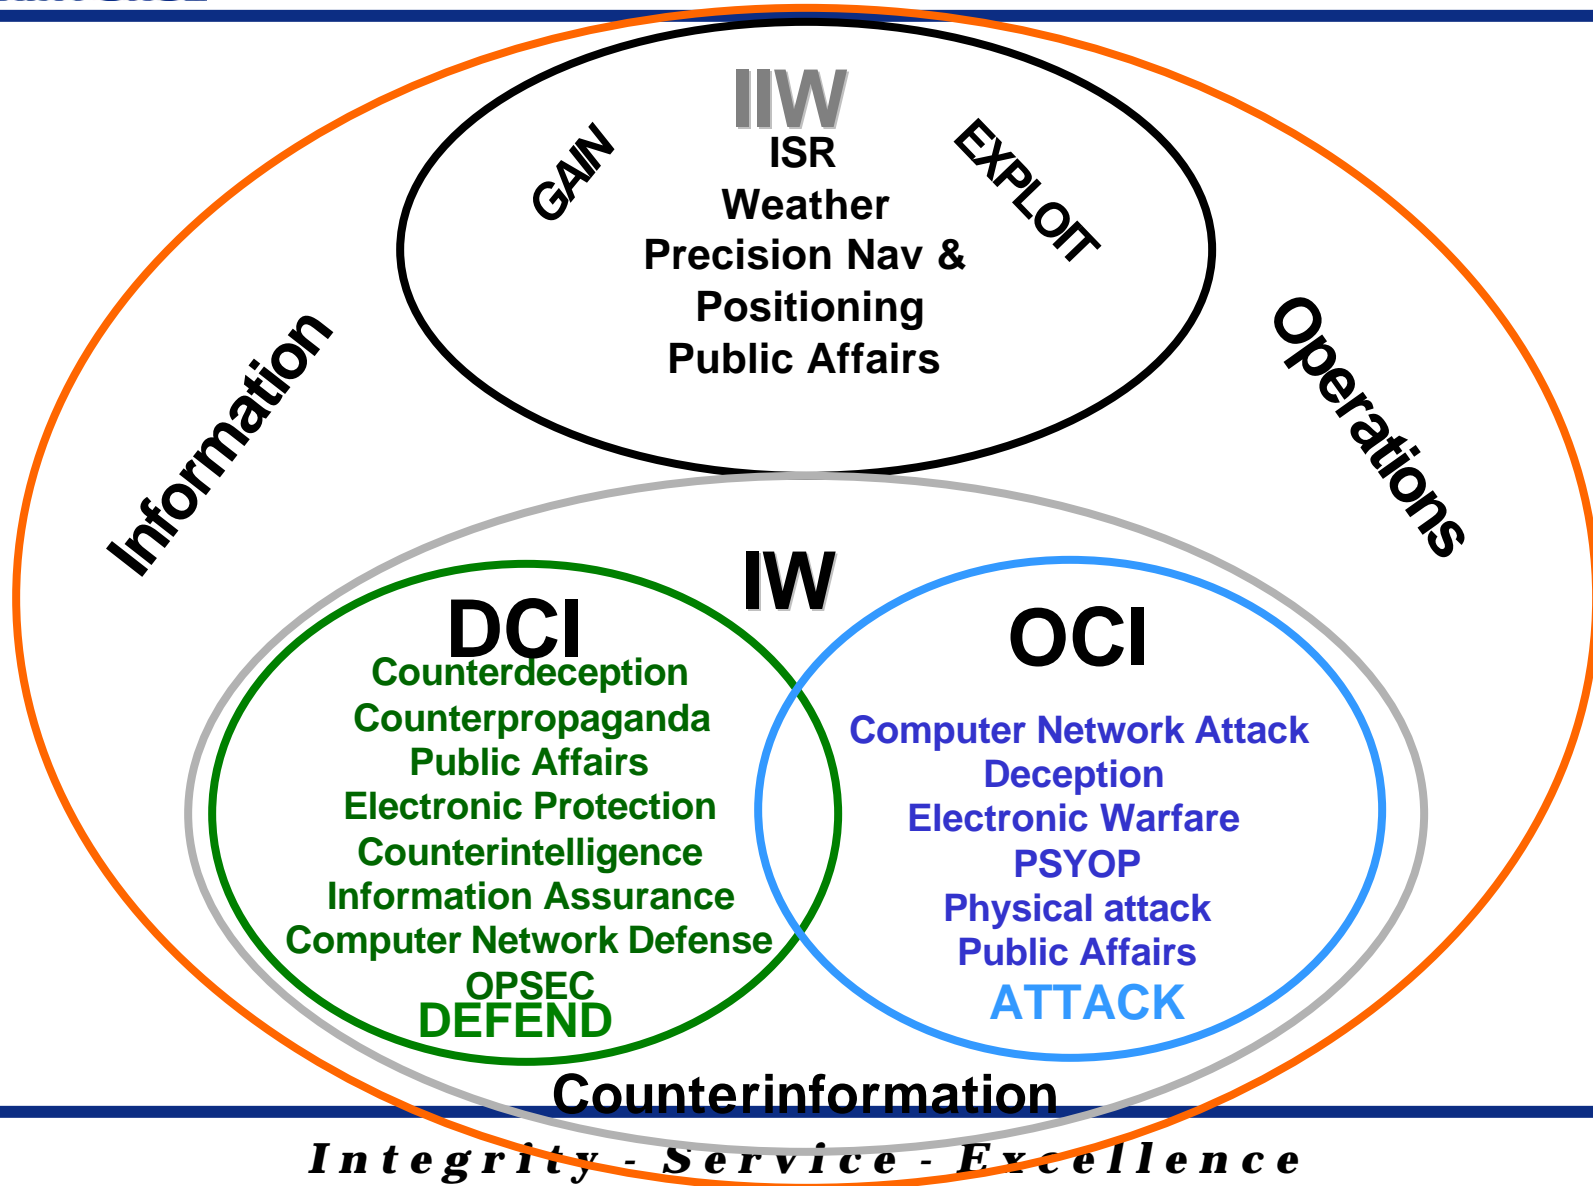 IIW
GAIN
EXPLOIT
ISR
Weather
Precision Nav &
Positioning
Public Affairs
Information
Operations
IW
DCI
Counterdeception
Counterpropaganda
Public Affairs
Electronic Protection
Counterintelligence
Information Assurance
Computer Network Defense
OPSEC
DEFEND
OCI
Computer Network Attack
Deception
Electronic Warfare
PSYOP
Physical attack
Public Affairs
ATTACK
Counterinformation
Integrity - Service - Excellence